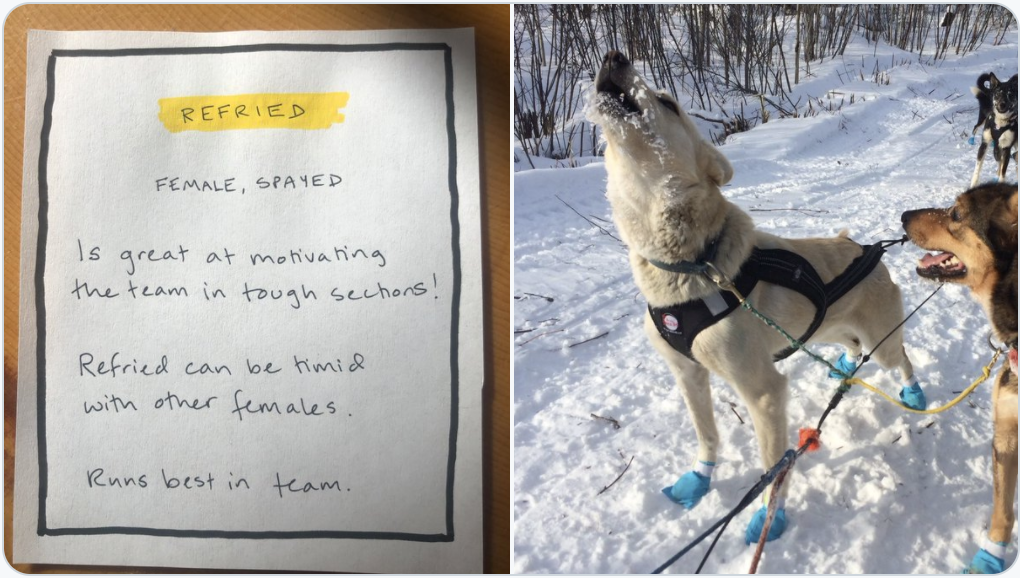 REFRIED
FEMALE, SPAYED
Is great at motivating
the team in tough sections!
Refried can be timid
with other females.
Runs best in team.